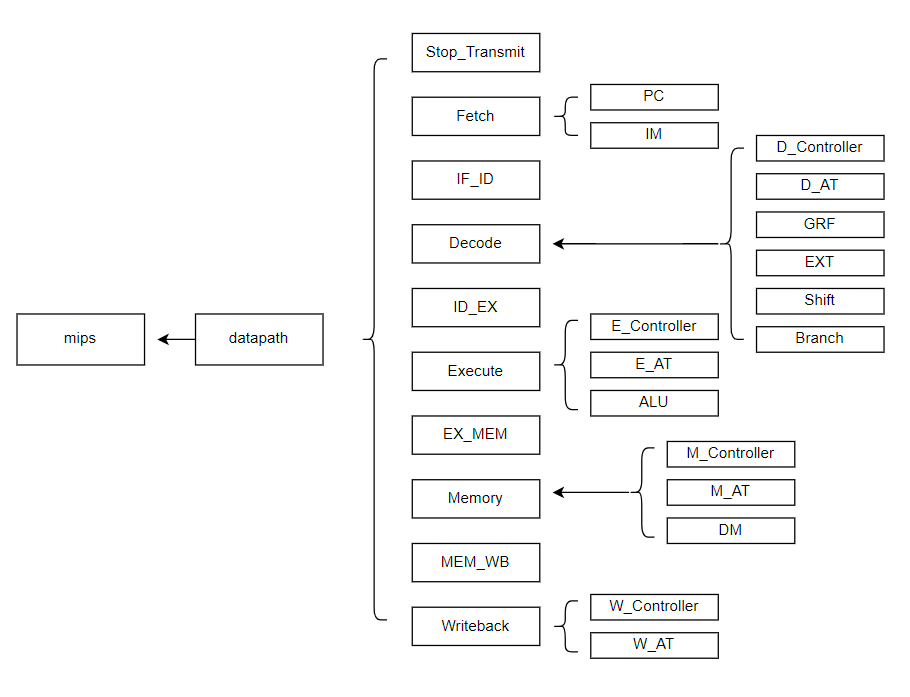 mips
datapath
Stop_Transmit
Fetch
PC
IM
IF_ID
Decode
D_Controller
D_AT
GRF
EXT
Shift
Branch
ID_EX
Execute
E_Controller
E_AT
ALU
EX_MEM
Memory
M_Controller
M_AT
DM
MEM_WB
Writeback
W_Controller
W_AT